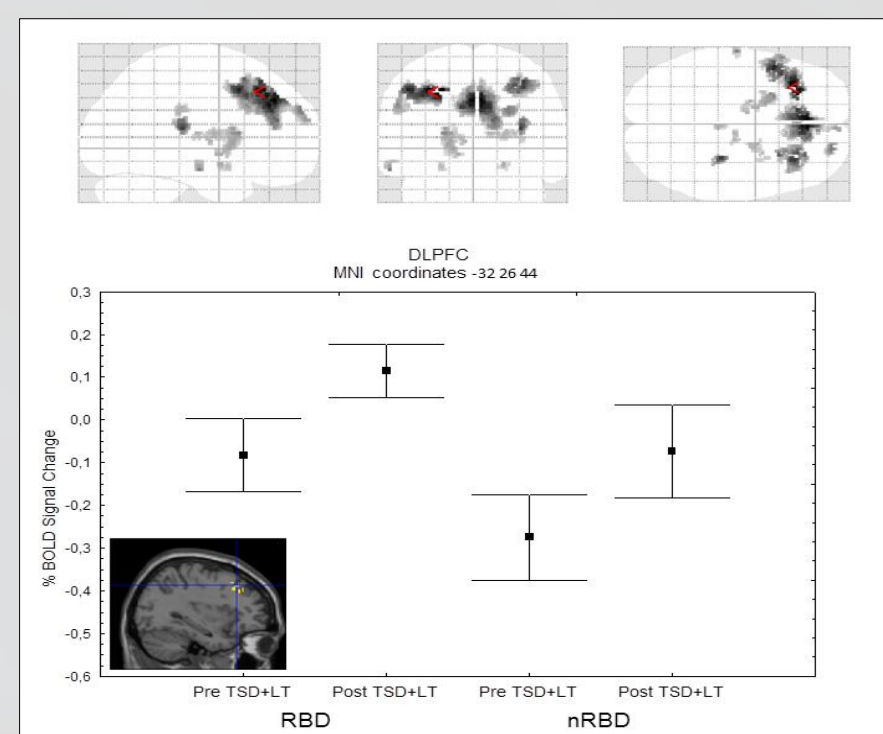 DLPFC
MNI coordinates -32 26 44
% BOLD Signal Change
0,3
0,2
0,1
0,0
-0,1
-0,2
-0,3
-0,4
-0,5
-0,6
Pre TSD+LT Post TSD+LT Pre TSD+LT Post TSD+LT
RBD nRBD